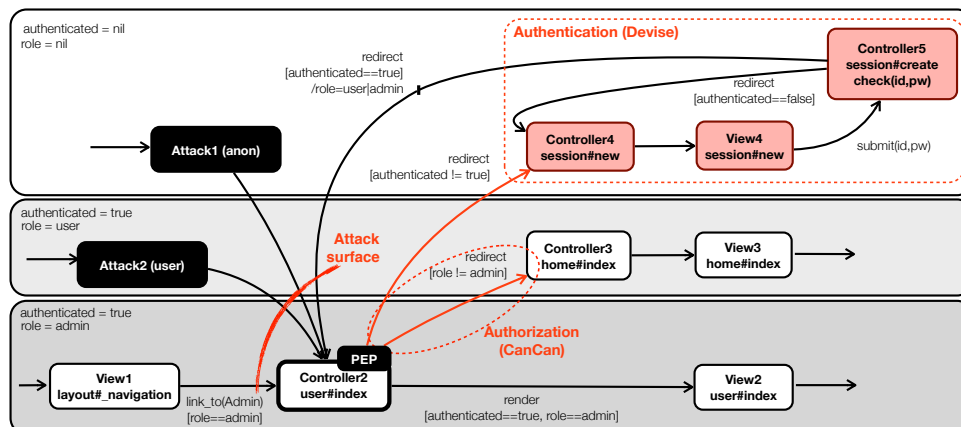 authenticated = nil
role = nil
Authentication (Devise)
Controller5
session#create
check(id,pw)
redirect
[authenticated==true]
/role=user|admin
redirect
[authenticated==false]
Attack1 (anon)
Controller4
session#new
View4
session#new
submit(id,pw)
redirect
[authenticated != true]
authenticated = true
role = user
Attack2 (user)
Attack
surface
redirect
[role != admin]
Controller3
home#index
View3
home#index
authenticated = true
role = admin
Authorization
(CanCan)
PEP
View1
layout#_navigation
link_to(Admin)
[role==admin]
Controller2
user#index
render
[authenticated==true, role==admin]
View2
user#index